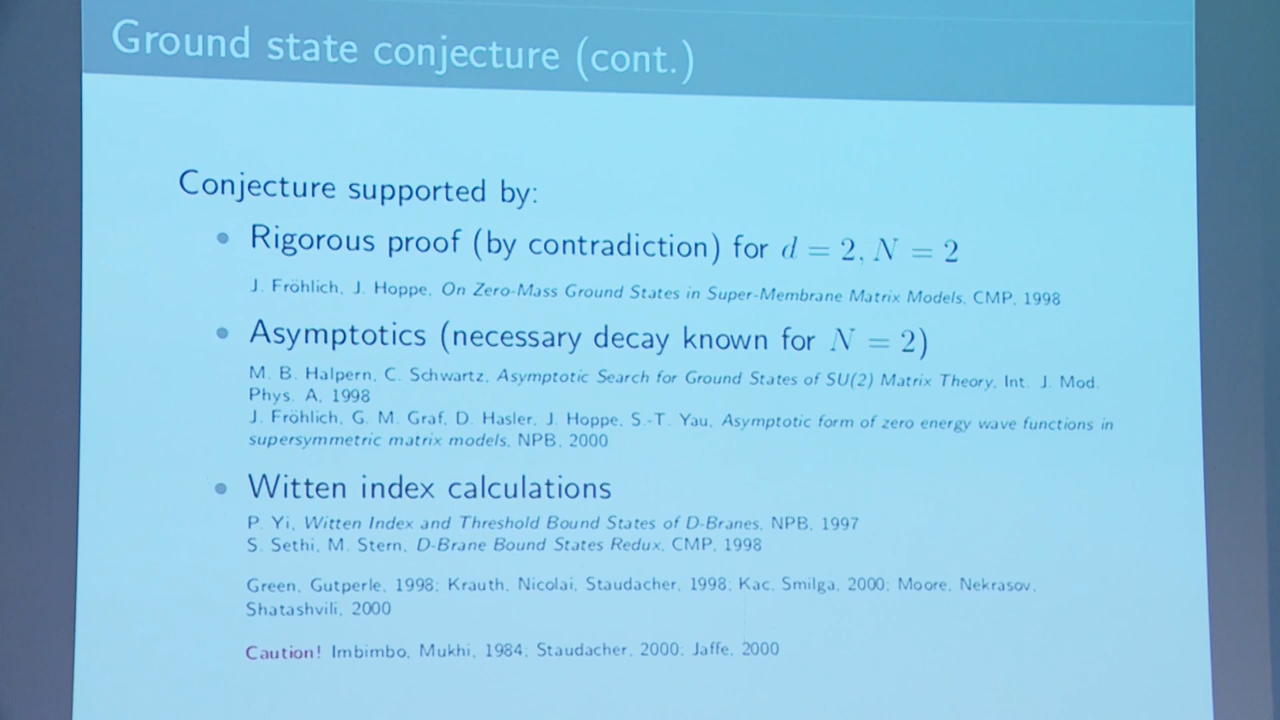 Ground state conjecture (cont.)
Conjecture supported by:
• Rigorous proof (by contradiction) for d = 2, N = 2
J. Fröhlich, J. Hoppe, On Zero-Mass Ground States in Super-Membrane Matrix Models, CMP, 1998
• Asymptotics (necessary decay known for N = 2)
M. B. Halpern, C. Schwartz, Asymptotic Search for Ground States of SU(2) Matrix Theory, Int. J. Mod.
Phys. A, 1998
J. Fröhlich, G. M. Graf, D. Hasler, J. Hoppe, S.-T. Yau, Asymptotic form of zero energy wave functions in
supersymmetric matrix models, NPB, 2000
• Witten index calculations
P. Yi, Witten Index and Threshold Bound States of D-Branes, NPB, 1997
S. Sethi, M. Stern, D-Brane Bound States Redux, CMP, 1998
Green, Gutperle, 1998; Krauth, Nicolai, Staudacher, 1998; Kac, Smilga, 2000; Moore, Nekrasov,
Shatashvili, 2000
Caution! Imbimbo, Mukhi, 1984; Staudacher, 2000; Jaffe, 2000